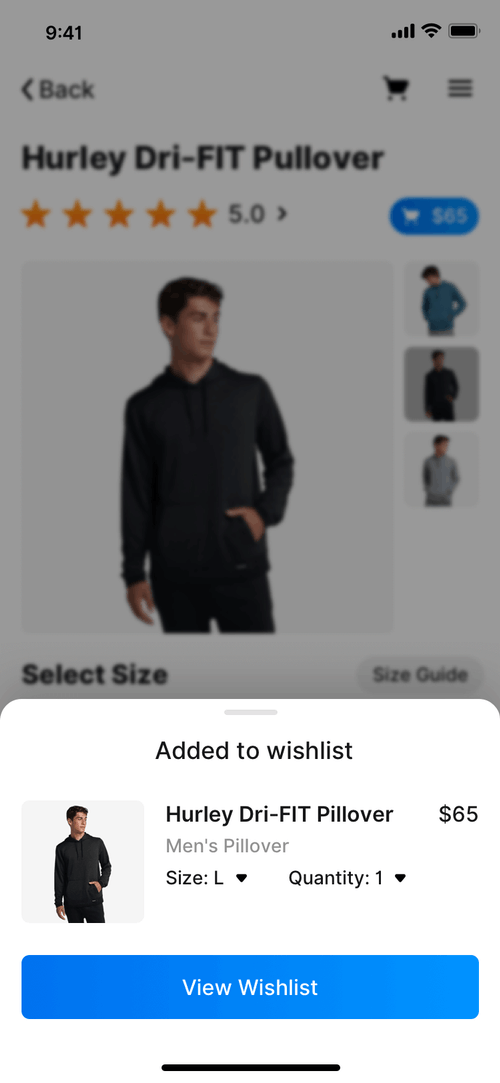 9:41
Back
Hurley Dri-FIT Pullover
5.0
$65
Select Size
Size Guide
Added to wishlist
Hurley Dri-FIT Pillover $65
Men's Pillover
Size: L Quantity: 1
View Wishlist